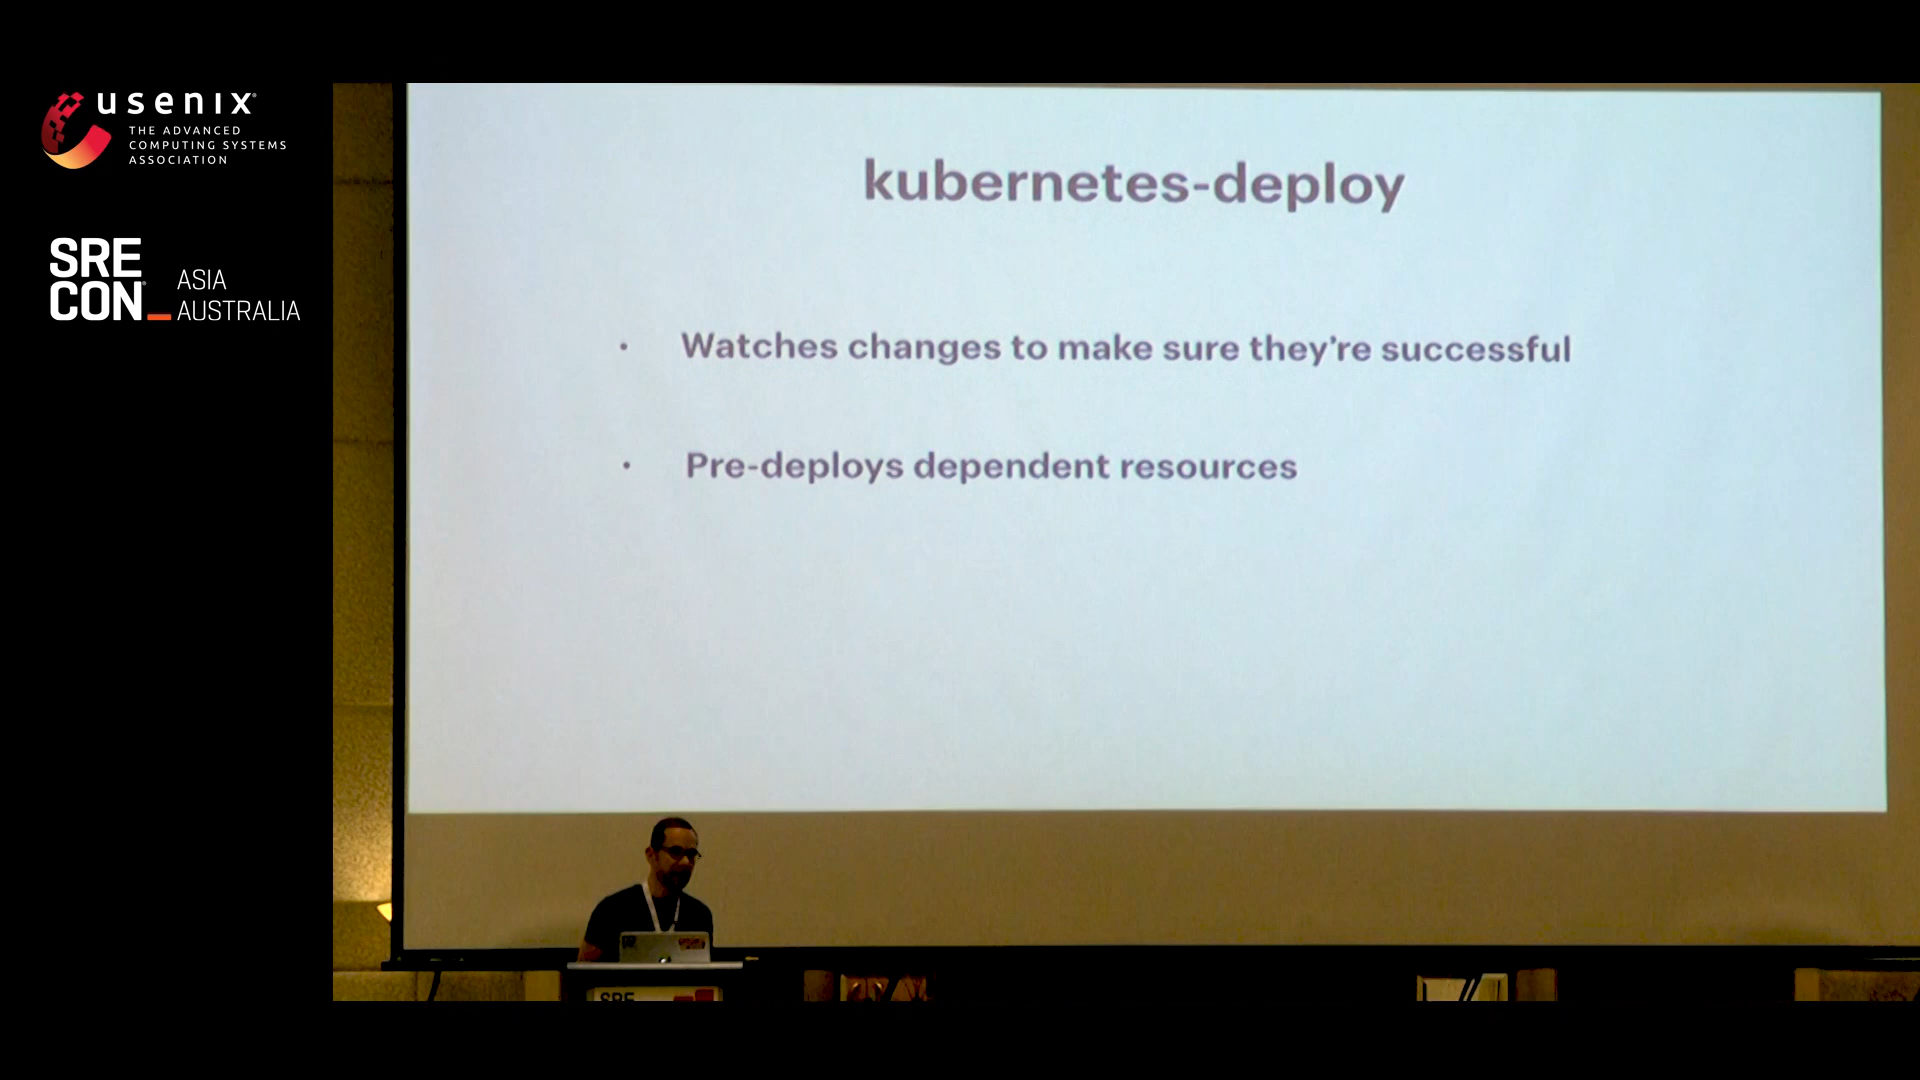 usenix
THE ADVANCED
COMPUTING SYSTEMS
ASSOCIATION
SRE
CON
ASIA
AUSTRALIA
kubernetes-deploy
• Watches changes to make sure they're successful
• Pre-deploys dependent resources
SRE